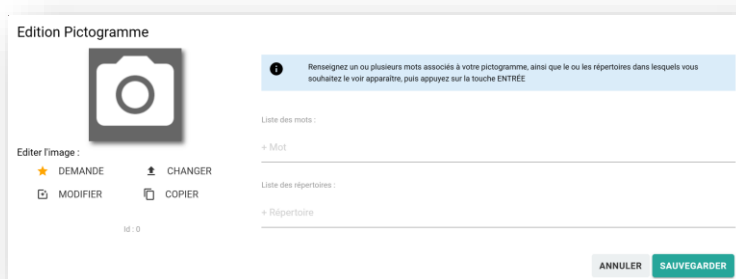 Edition Pictogramme
Renseignez un ou plusieurs mots associés à votre pictogramme, ainsi que le ou les répertoires dans lesquels vous
souhaitez le voir apparaître, puis appuyez sur la touche ENTRÉE
Liste des mots :
+ Mot
Editer l'image :
DEMANDE
CHANGER
MODIFIER
COPIER
Liste des répertoires :
+ Répertoire
Id : 0
ANNULER
SAUVEGARDER